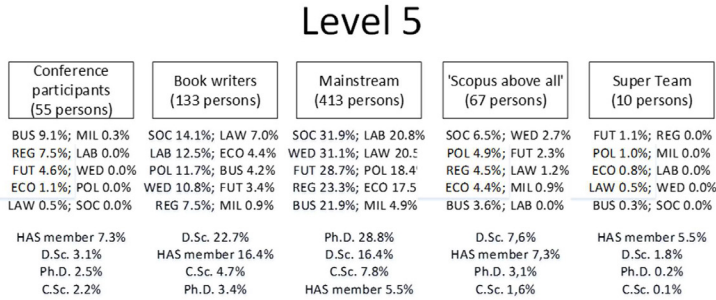 Level 5
Conference
participants
(55 persons)
BUS 9.1%; MIL 0.3%
REG 7.5%; LAB 0.0%
FUT 4.6%; WED 0.0%
ECO 1.1%; POL 0.0%
LAW 0.5%; SOC 0.0%
HAS member 7.3%
D.Sc. 3.1%
Ph.D. 2.5%
C.Sc. 2.2%
Book writers
(133 persons)
SOC 14.1%; LAW 7.0%
LAB 12.5%; ECO 4.4%
POL 11.7%; BUS 4.2%
WED 10.8%; FUT 3.4%
REG 7.5%; MIL 0.9%
D.Sc. 22.7%
HAS member 16.4%
C.Sc. 4.7%
Ph.D. 3.4%
Mainstream
(413 persons)
SOC 31.9%; LAB 20.8%
WED 31.1%; LAW 20.5
FUT 28.7%; POL 18.4
REG 23.3%; ECO 17.5
BUS 21.9%; MIL 4.9%
Ph.D. 28.8%
D.Sc. 16.4%
C.Sc. 7.8%
HAS member 5.5%
'Scopus above all'
(67 persons)
SOC 6.5%; WED 2.7%
POL 4.9%; FUT 2.3%
REG 4.5%; LAW 1.2%
ECO 4.4%; MIL 0.9%
BUS 3.6%; LAB 0.0%
D.Sc. 7,6%
HAS member 7,3%
Ph.D. 3,1%
C.Sc. 1,6%
Super Team
(10 persons)
FUT 1.1%; REG 0.0%
POL 1.0%; MIL 0.0%
ECO 0.8%; LAB 0.0%
LAW 0.5%; WED 0.0%
BUS 0.3%; SOC 0.0%
HAS member 5.5%
D.Sc. 1.8%
Ph.D. 0.2%
C.Sc. 0.1%